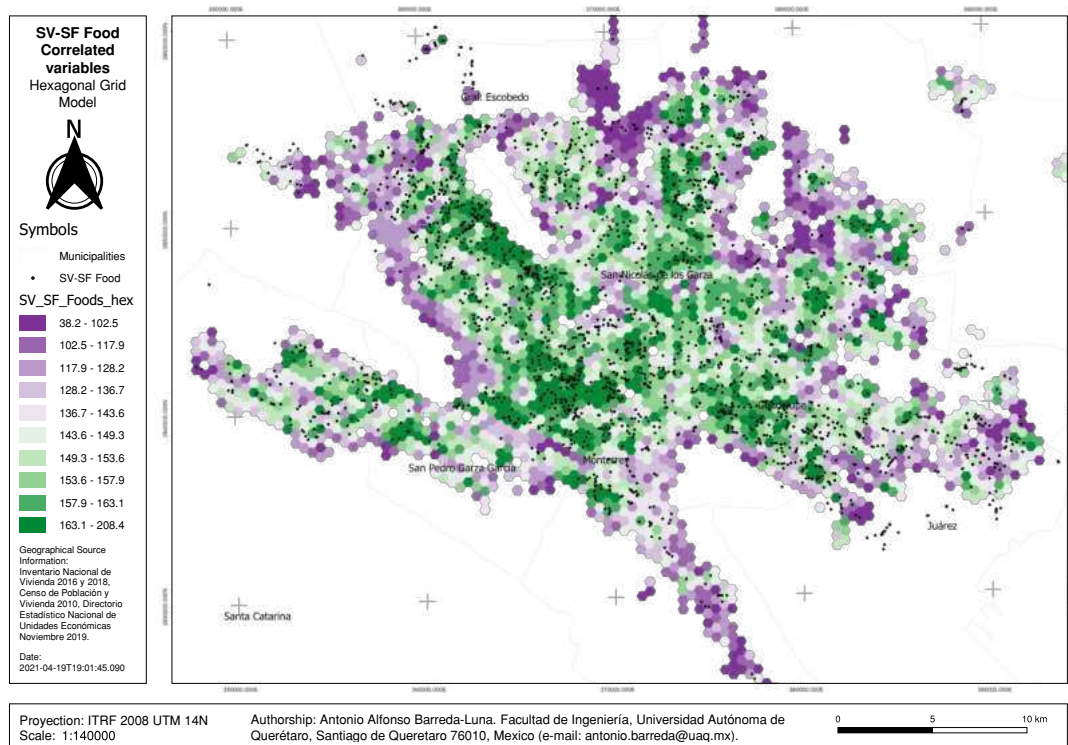 SV-SF Food
Correlated
variables
Hexagonal Grid
Model
N
Symbols
Municipalities
SV-SF Food
SV_SF_Foods_hex
38.2 - 102.5
102.5 - 117.9
117.9 - 128.2
128.2 - 136.7
136.7 - 143.6
143.6 - 149.3
149.3 - 153.6
153.6 - 157.9
157.9 - 163.1
163.1 - 208.4
Geographical Source
Information:
Inventario Nacional de
Vivienda 2016 y 2018,
Censo de Población y
Vivienda 2010, Directorio
Estadístico Nacional de
Unidades Económicas
Noviembre 2019.
Date:
2021-04-19T19:01:45.090
Gral. Escobedo
San Nicolás de los Garza
San Pedro Garza García
Monterrey
Juárez
Santa Catarina
Proyection: ITRF 2008 UTM 14N
Scale: 1:140000
Authorship: Antonio Alfonso Barreda-Luna. Facultad de Ingeniería, Universidad Autónoma de
Querétaro, Santiago de Queretaro 76010, Mexico (e-mail: antonio.barreda@uaq.mx).
0 5 10 km